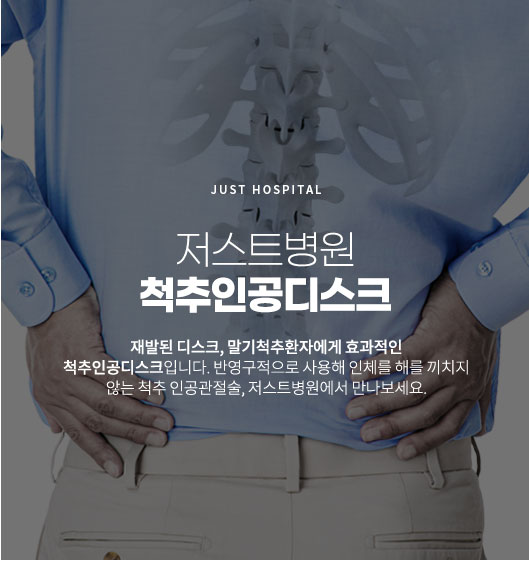 JUST HOSPITAL
저스트병원
척추인공디스크
재발된 디스크, 말기척추환자에게 효과적인
척추인공디스크입니다. 반영구적으로 사용해 인체를 해를 끼치지
않는 척추 인공관절술, 저스트병원에서 만나보세요.